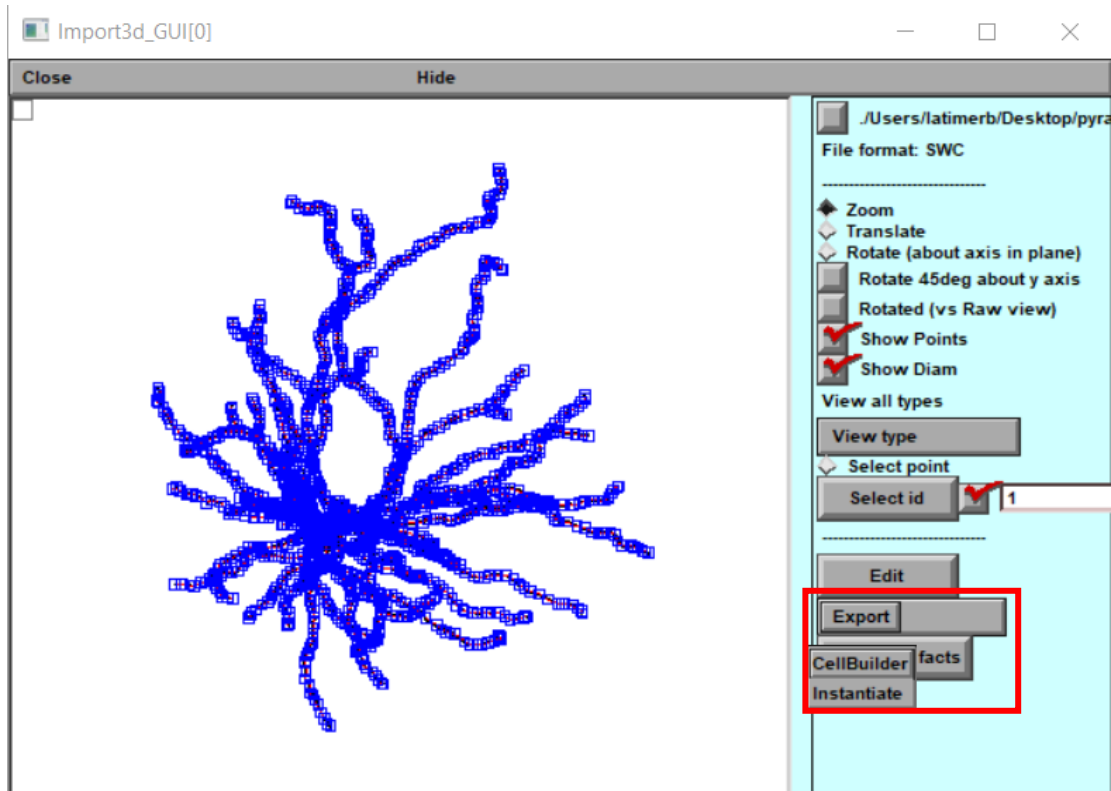 Import3d_GUI[0]
Close Hide
./Users/latimerb/Desktop/pyra
File format: SWC
------------------------------
Zoom
Translate
Rotate (about axis in plane)
Rotate 45deg about y axis
Rotated (vs Raw view)
Show Points
Show Diam
View all types
View type
Select point
Select id 1
------------------------------
Edit
Export
CellBuilder facts
Instantiate